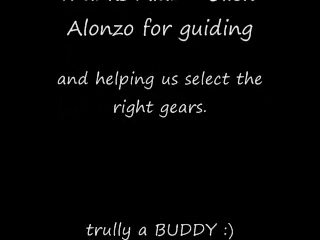 Alonzo for guiding
and helping us select the
right gears.
trully a BUDDY :)